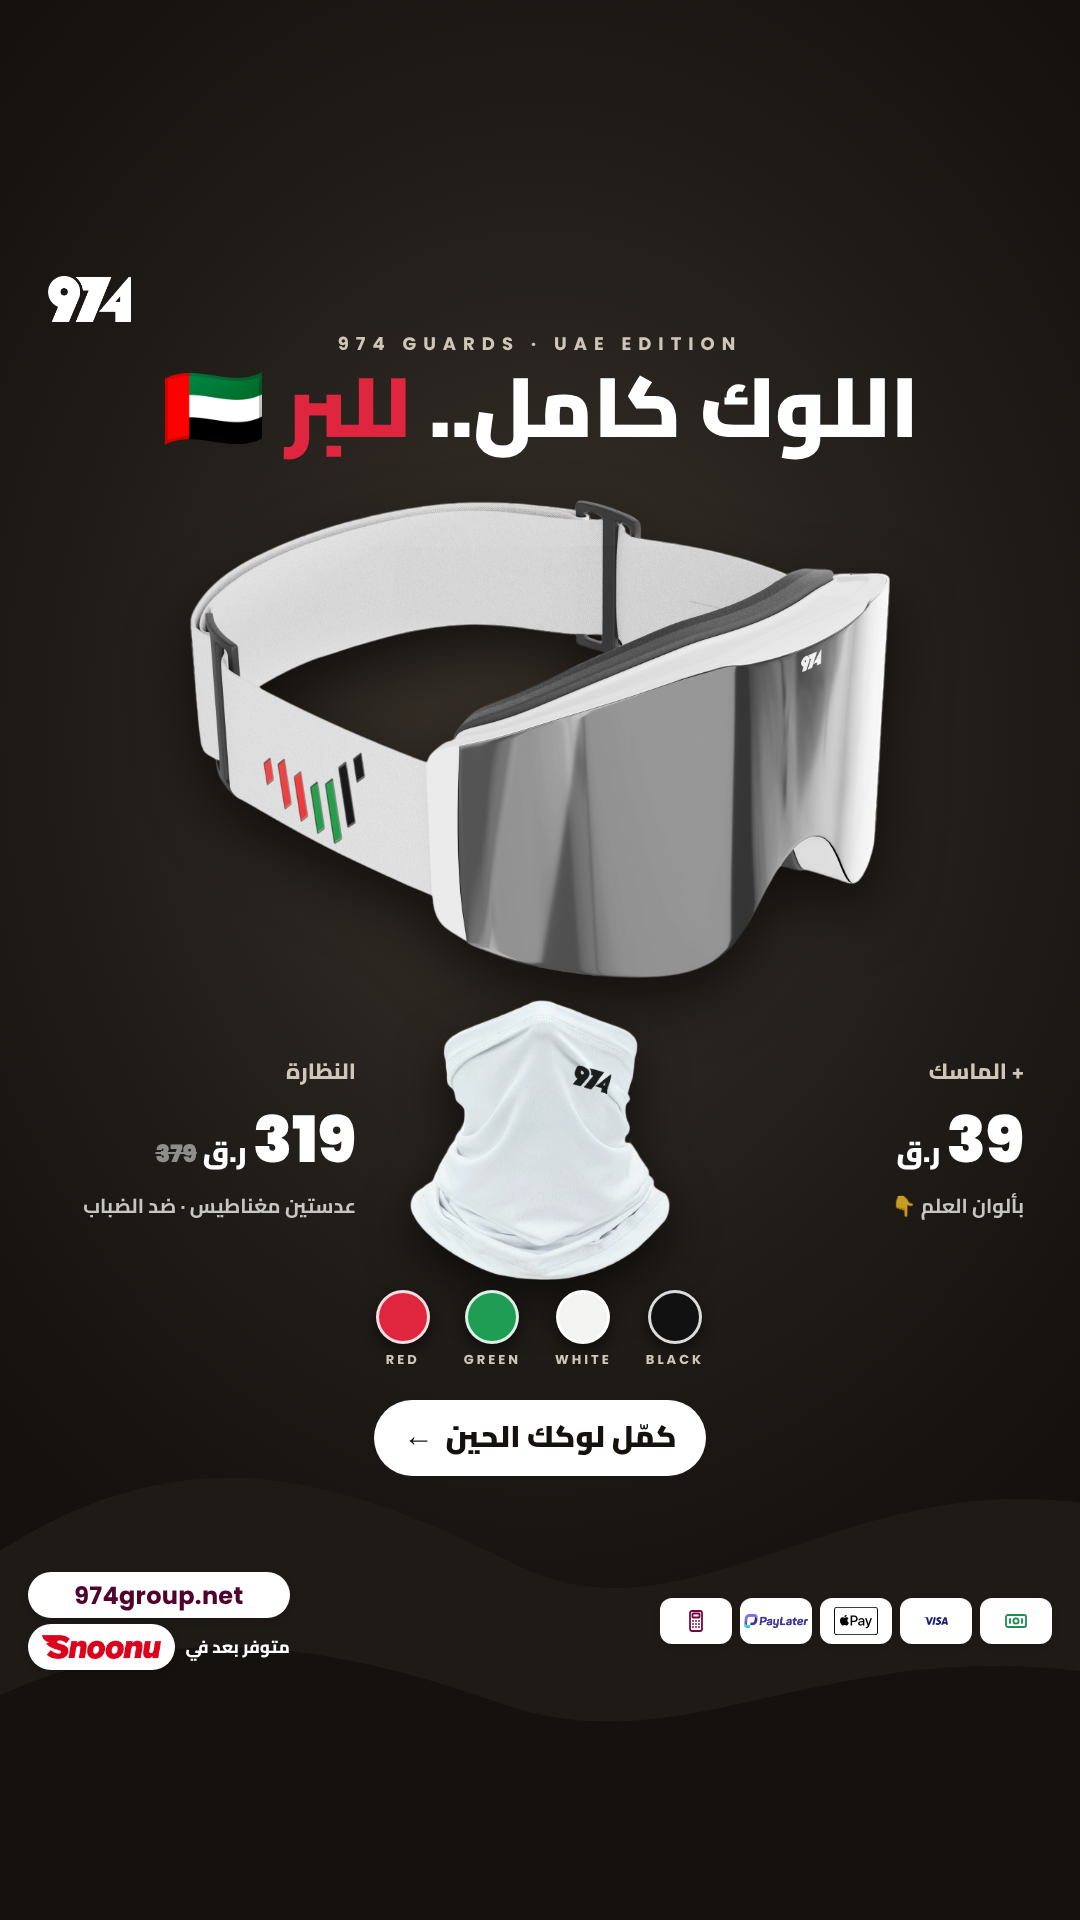 974
974 GUARDS · UAE EDITION
اللوك كامل.. للبر 🇦🇪
974
974
+ الماسك
39 ر.ق
بألوان العلم 👇
النظارة
319 ر.ق 379
عدستين مغناطيس · ضد الضباب
RED GREEN WHITE BLACK
كمّل لوكك الحين ←
974group.net
متوفر بعد في Snoonu
PayLater Pay VISA